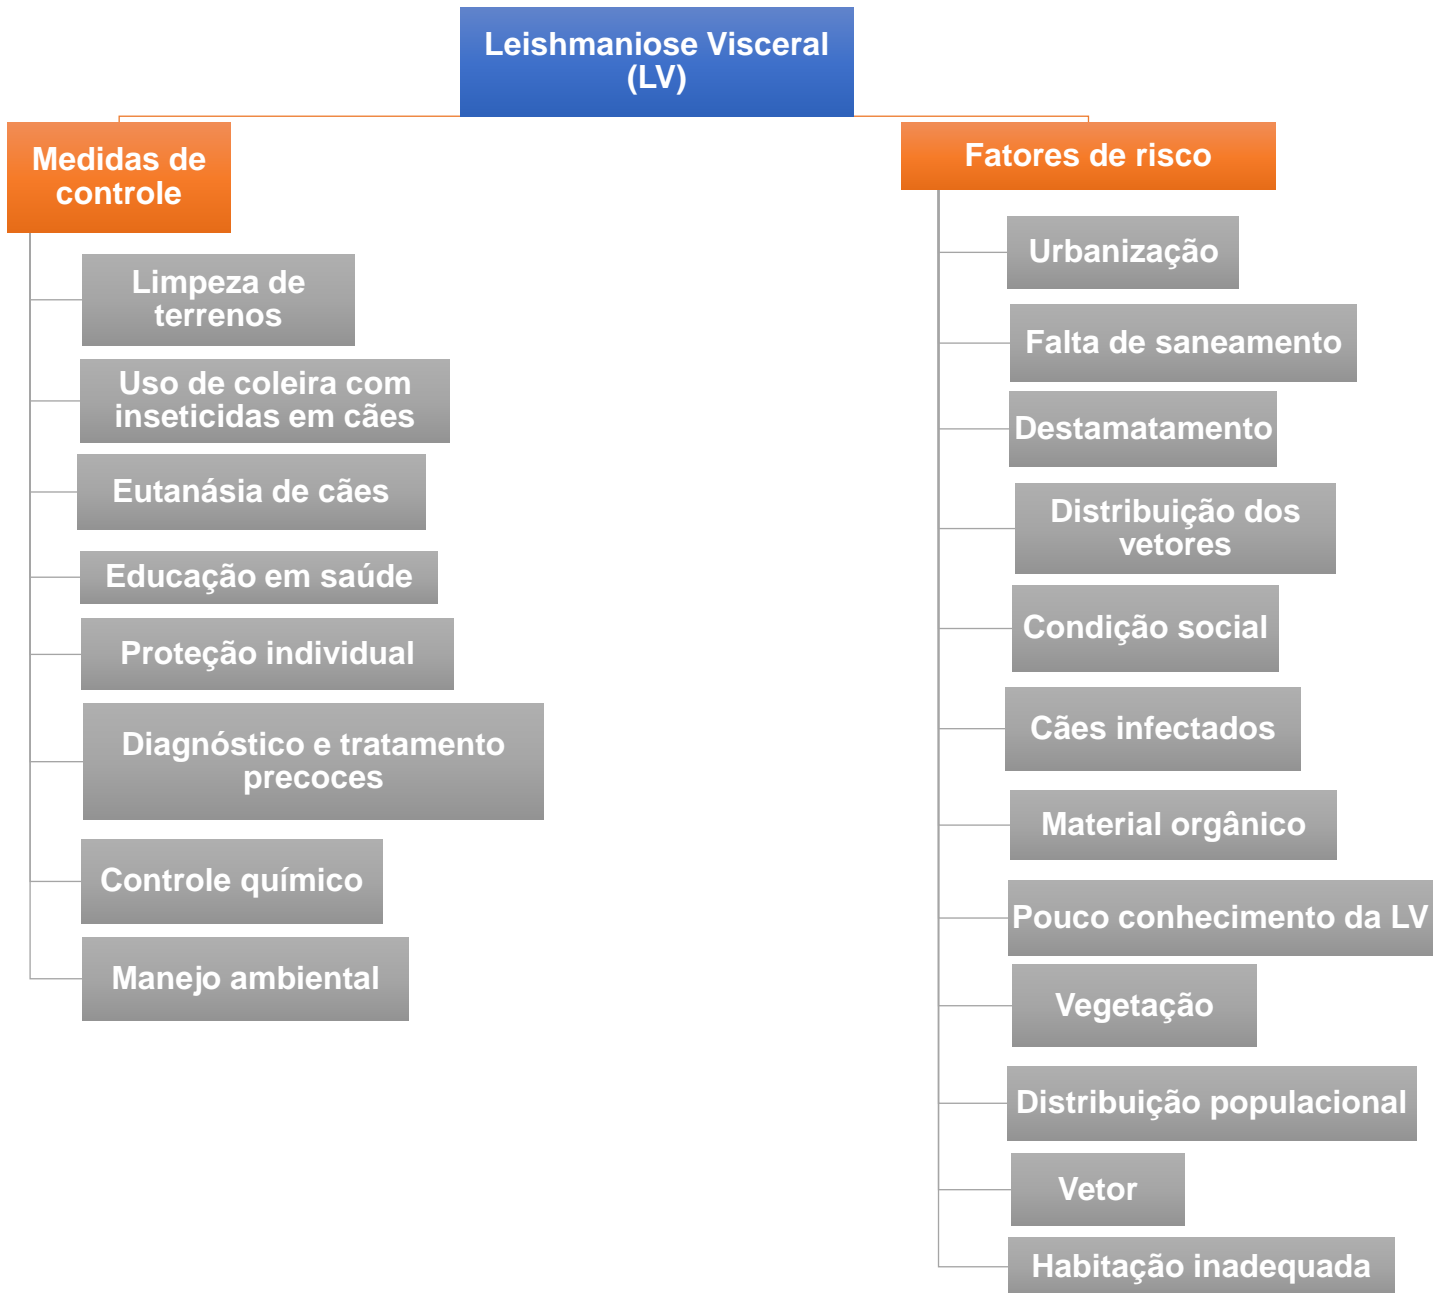 Leishmaniose Visceral
(LV)
Medidas de
controle
Limpeza de
terrenos
Uso de coleira com
inseticidas em cães
Eutanásia de cães
Educação em saúde
Proteção individual
Diagnóstico e tratamento
precoces
Controle químico
Manejo ambiental
Fatores de risco
Urbanização
Falta de saneamento
Destamatamento
Distribuição dos
vetores
Condição social
Cães infectados
Material orgânico
Pouco conhecimento da LV
Vegetação
Distribuição populacional
Vetor
Habitação inadequada